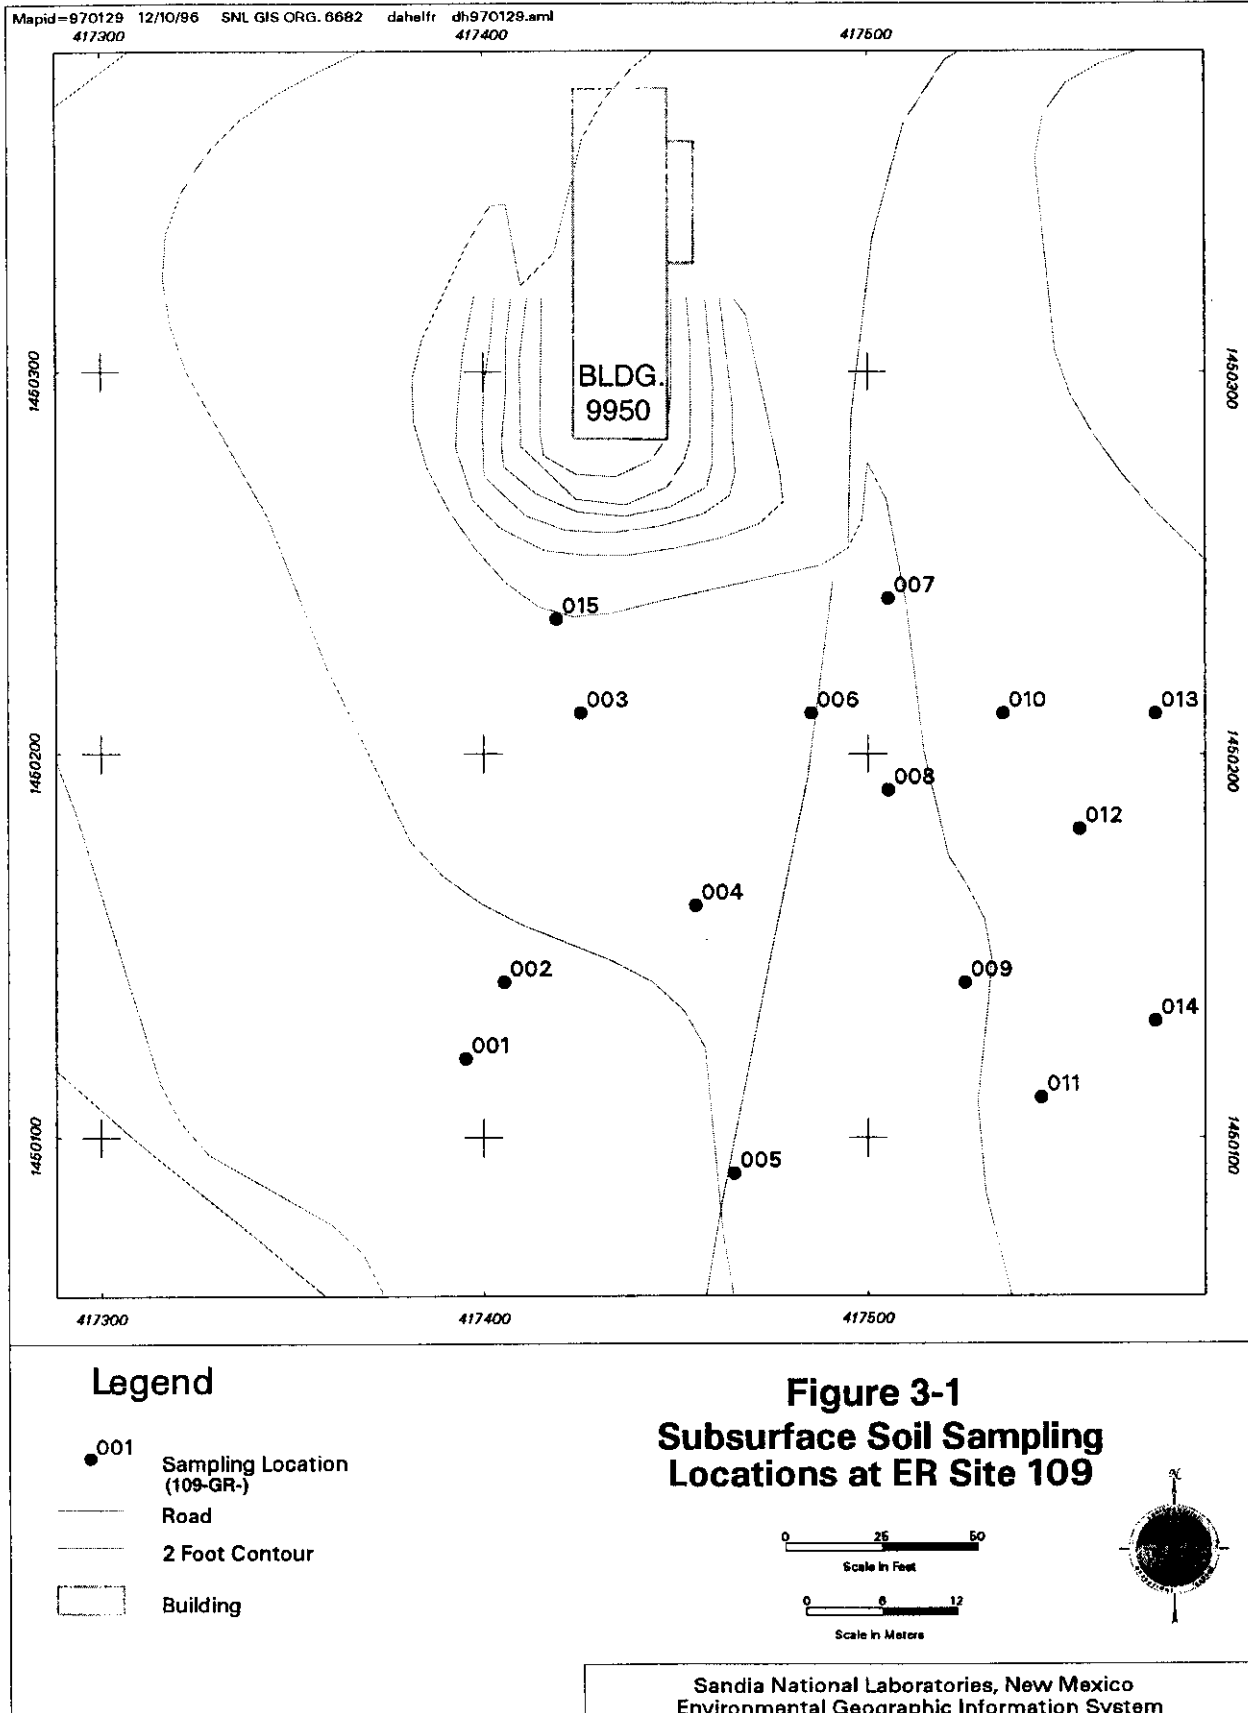 Mapid=970129 12/10/96 SNL GIS ORG. 6682 dahelfr dh970129.aml
417300 417400 417500
1450300 1450300
BLDG.
9950
015
007
003
006
010
013
1450200 1450200
008
012
004
002
009
014
001
011
1450100 1450100
005
417300 417400 417500
Legend
001
Sampling Location
(109-GR-)
Road
2 Foot Contour
Building
Figure 3-1
Subsurface Soil Sampling
Locations at ER Site 109
0 25 50
Scale in Feet
0 6 12
Scale in Meters
N
Sandia National Laboratories, New Mexico
Environmental Geographic Information System